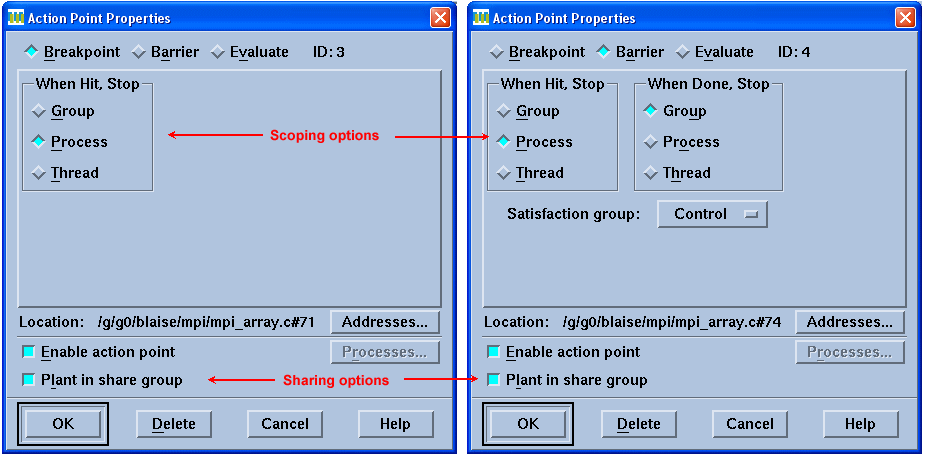 Action Point Properties
Breakpoint Barrier Evaluate ID: 3
When Hit, Stop
Group
Process
Thread
Location: /g/g0/blaise/mpi/mpi_array.c#71 Addresses...
Enable action point Processes...
Plant in share group
OK Delete Cancel Help
Scoping options
Sharing options
Action Point Properties
Breakpoint Barrier Evaluate ID: 4
When Hit, Stop When Done, Stop
Group Group
Process Process
Thread Thread
Satisfaction group: Control
Location: /g/g0/blaise/mpi/mpi_array.c#74 Addresses...
Enable action point Processes...
Plant in share group
OK Delete Cancel Help